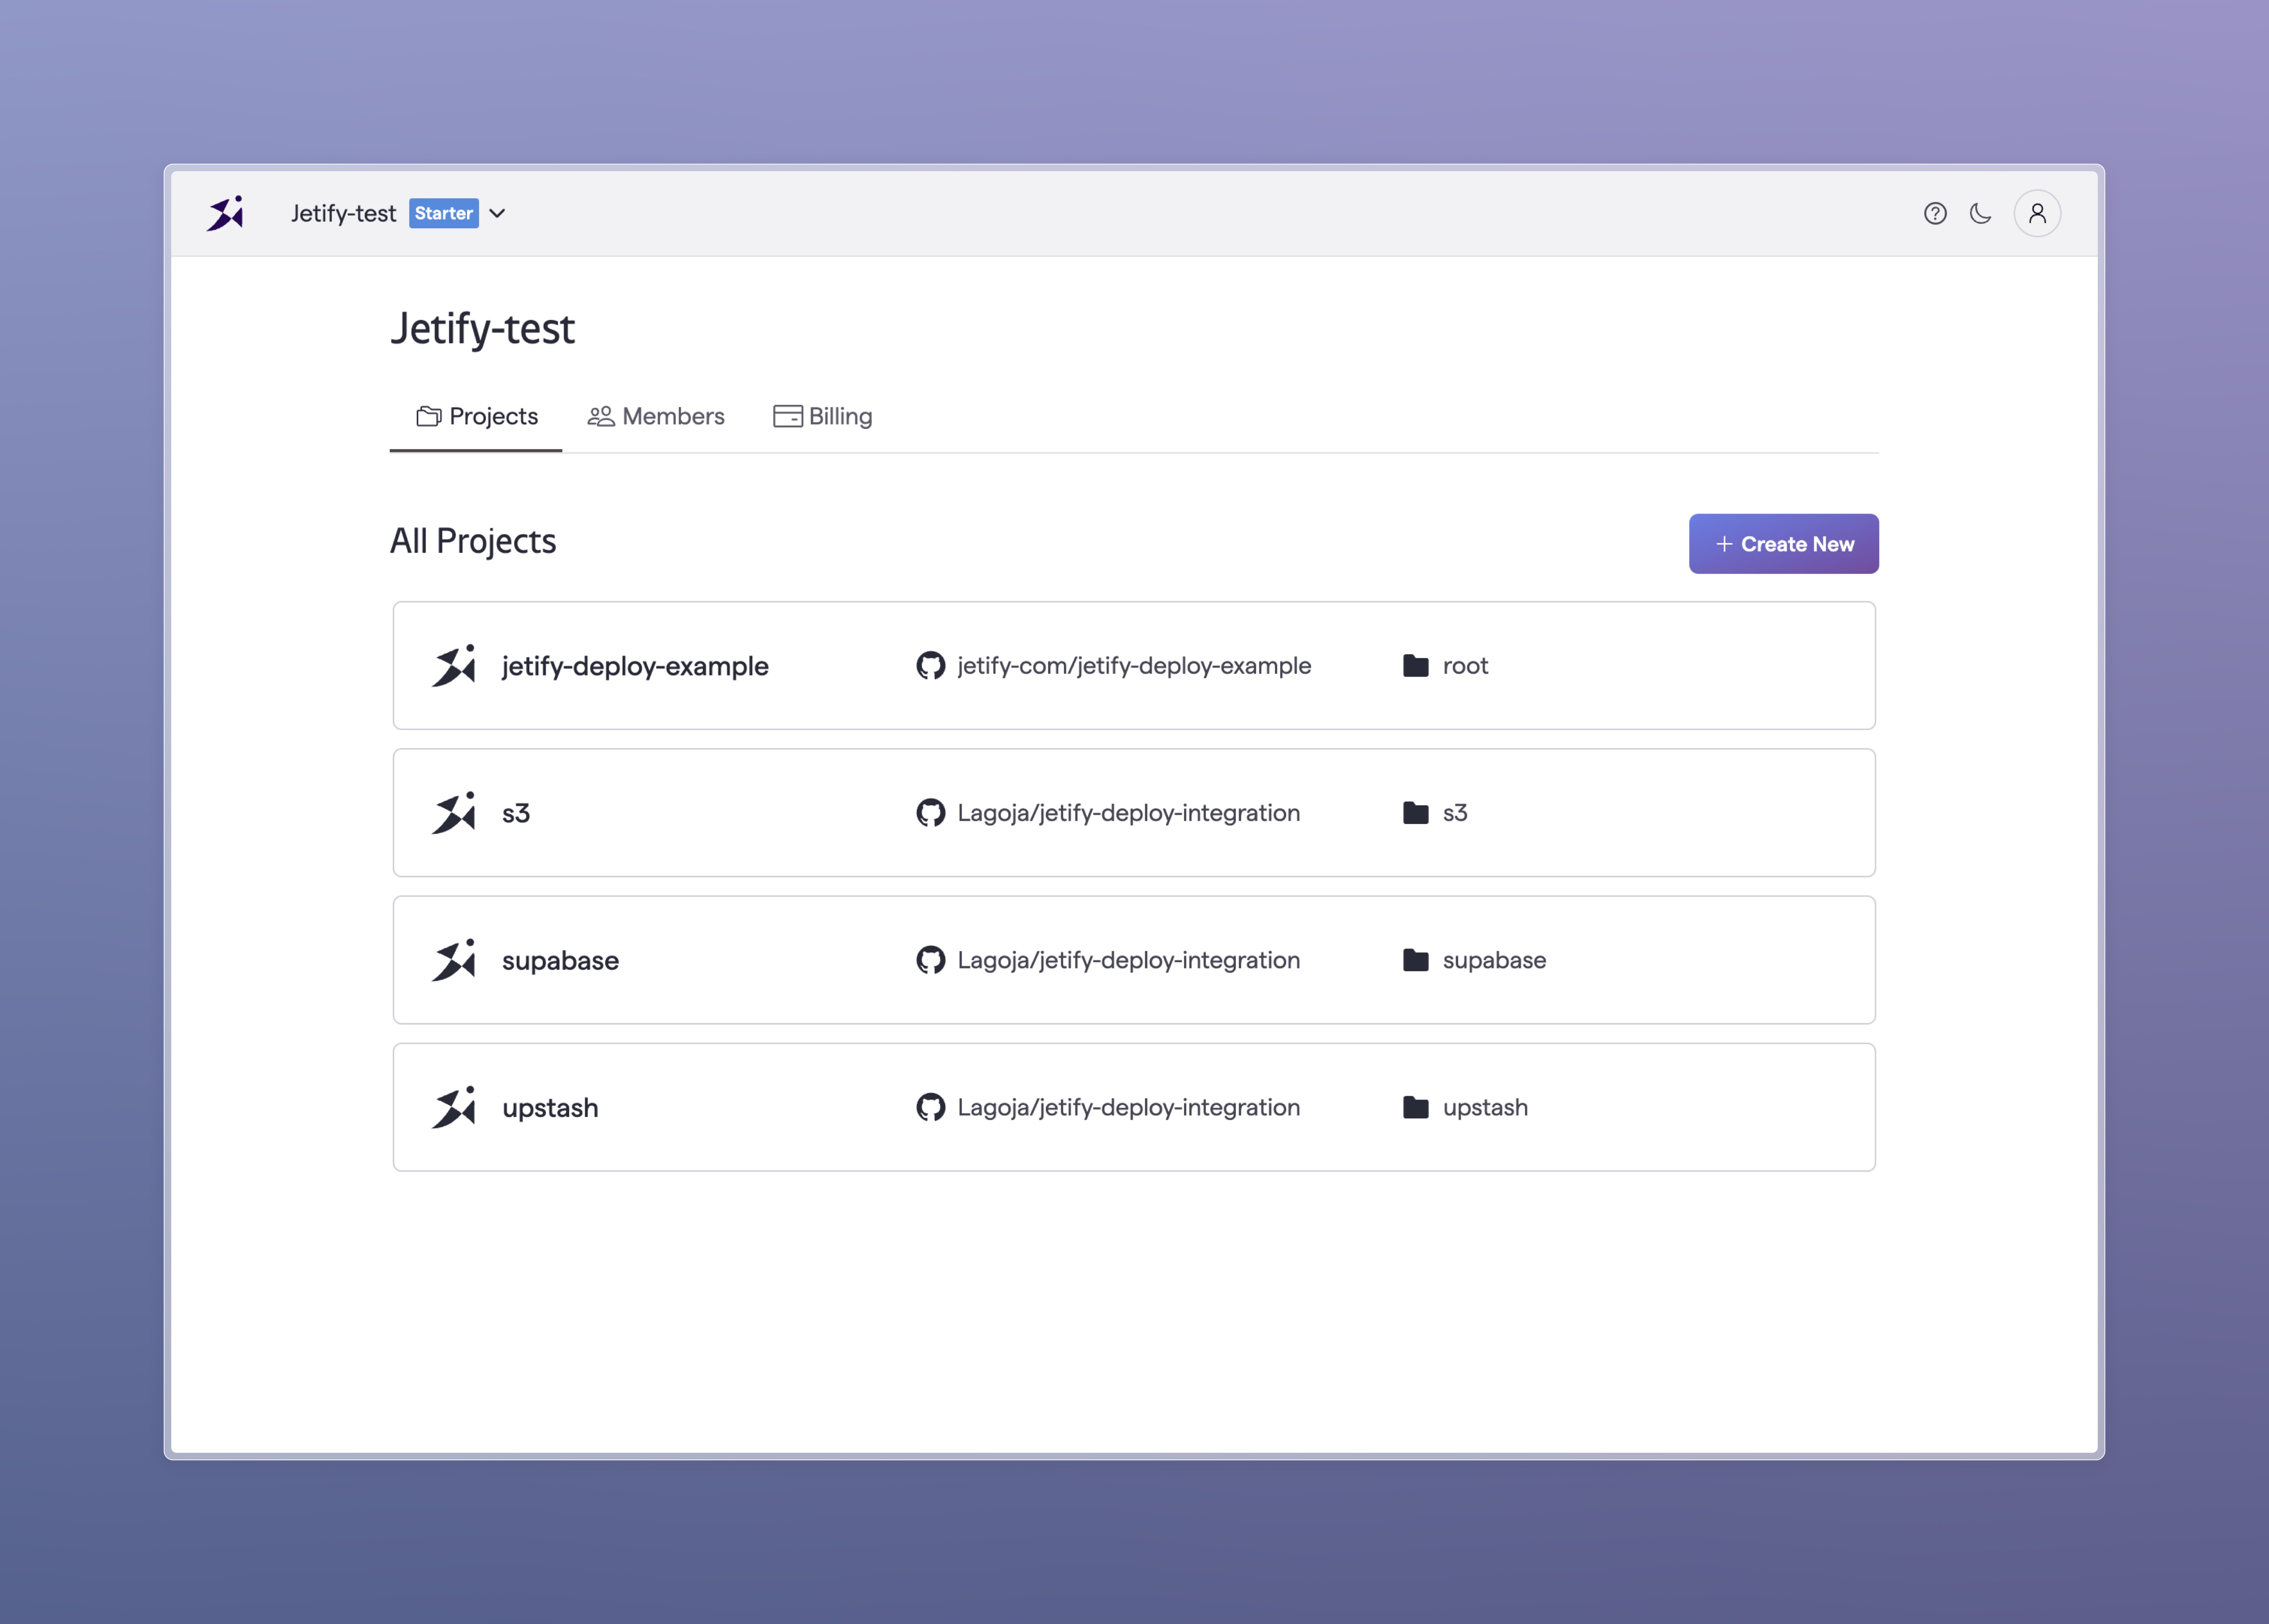 Jetify-test Starter
Jetify-test
Projects Members Billing
All Projects
+ Create New
jetify-deploy-example jetify-com/jetify-deploy-example root
s3 Lagoja/jetify-deploy-integration s3
supabase Lagoja/jetify-deploy-integration supabase
upstash Lagoja/jetify-deploy-integration upstash